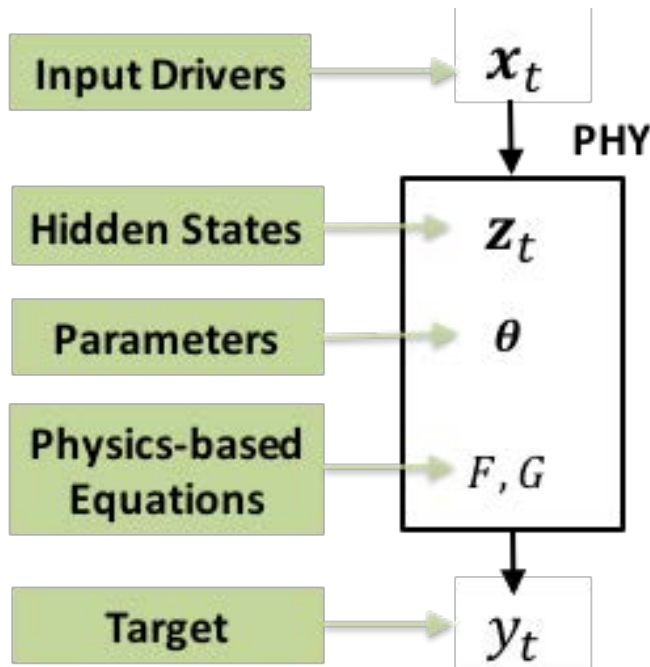 Input Drivers
x_t
PHY
Hidden States
z_t
Parameters
θ
Physics-based
Equations
F, G
Target
y_t